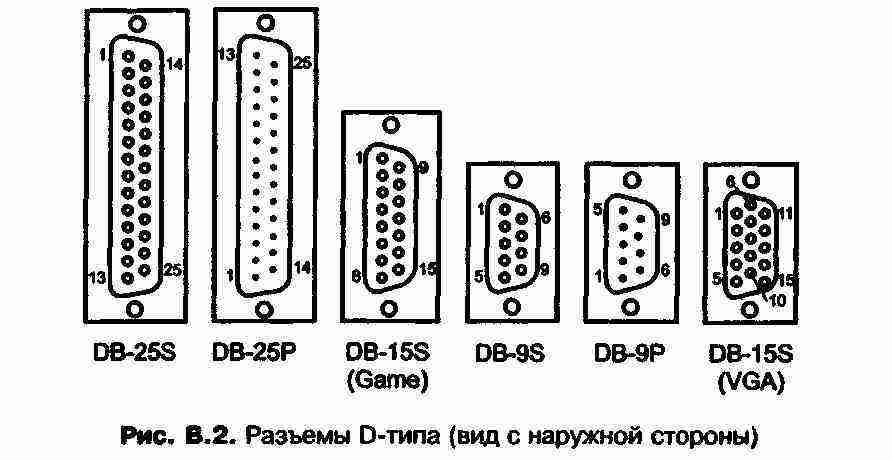 1 14 13 25
13 25 1 14
1 9 8 15
1 6 5 9
5 9 1 6
6 1 11 5 15 10
DB-25S DB-25P DB-15S DB-9S DB-9P DB-15S
(Game) (VGA)
Рис. В.2. Разъемы D-типа (вид с наружной стороны)